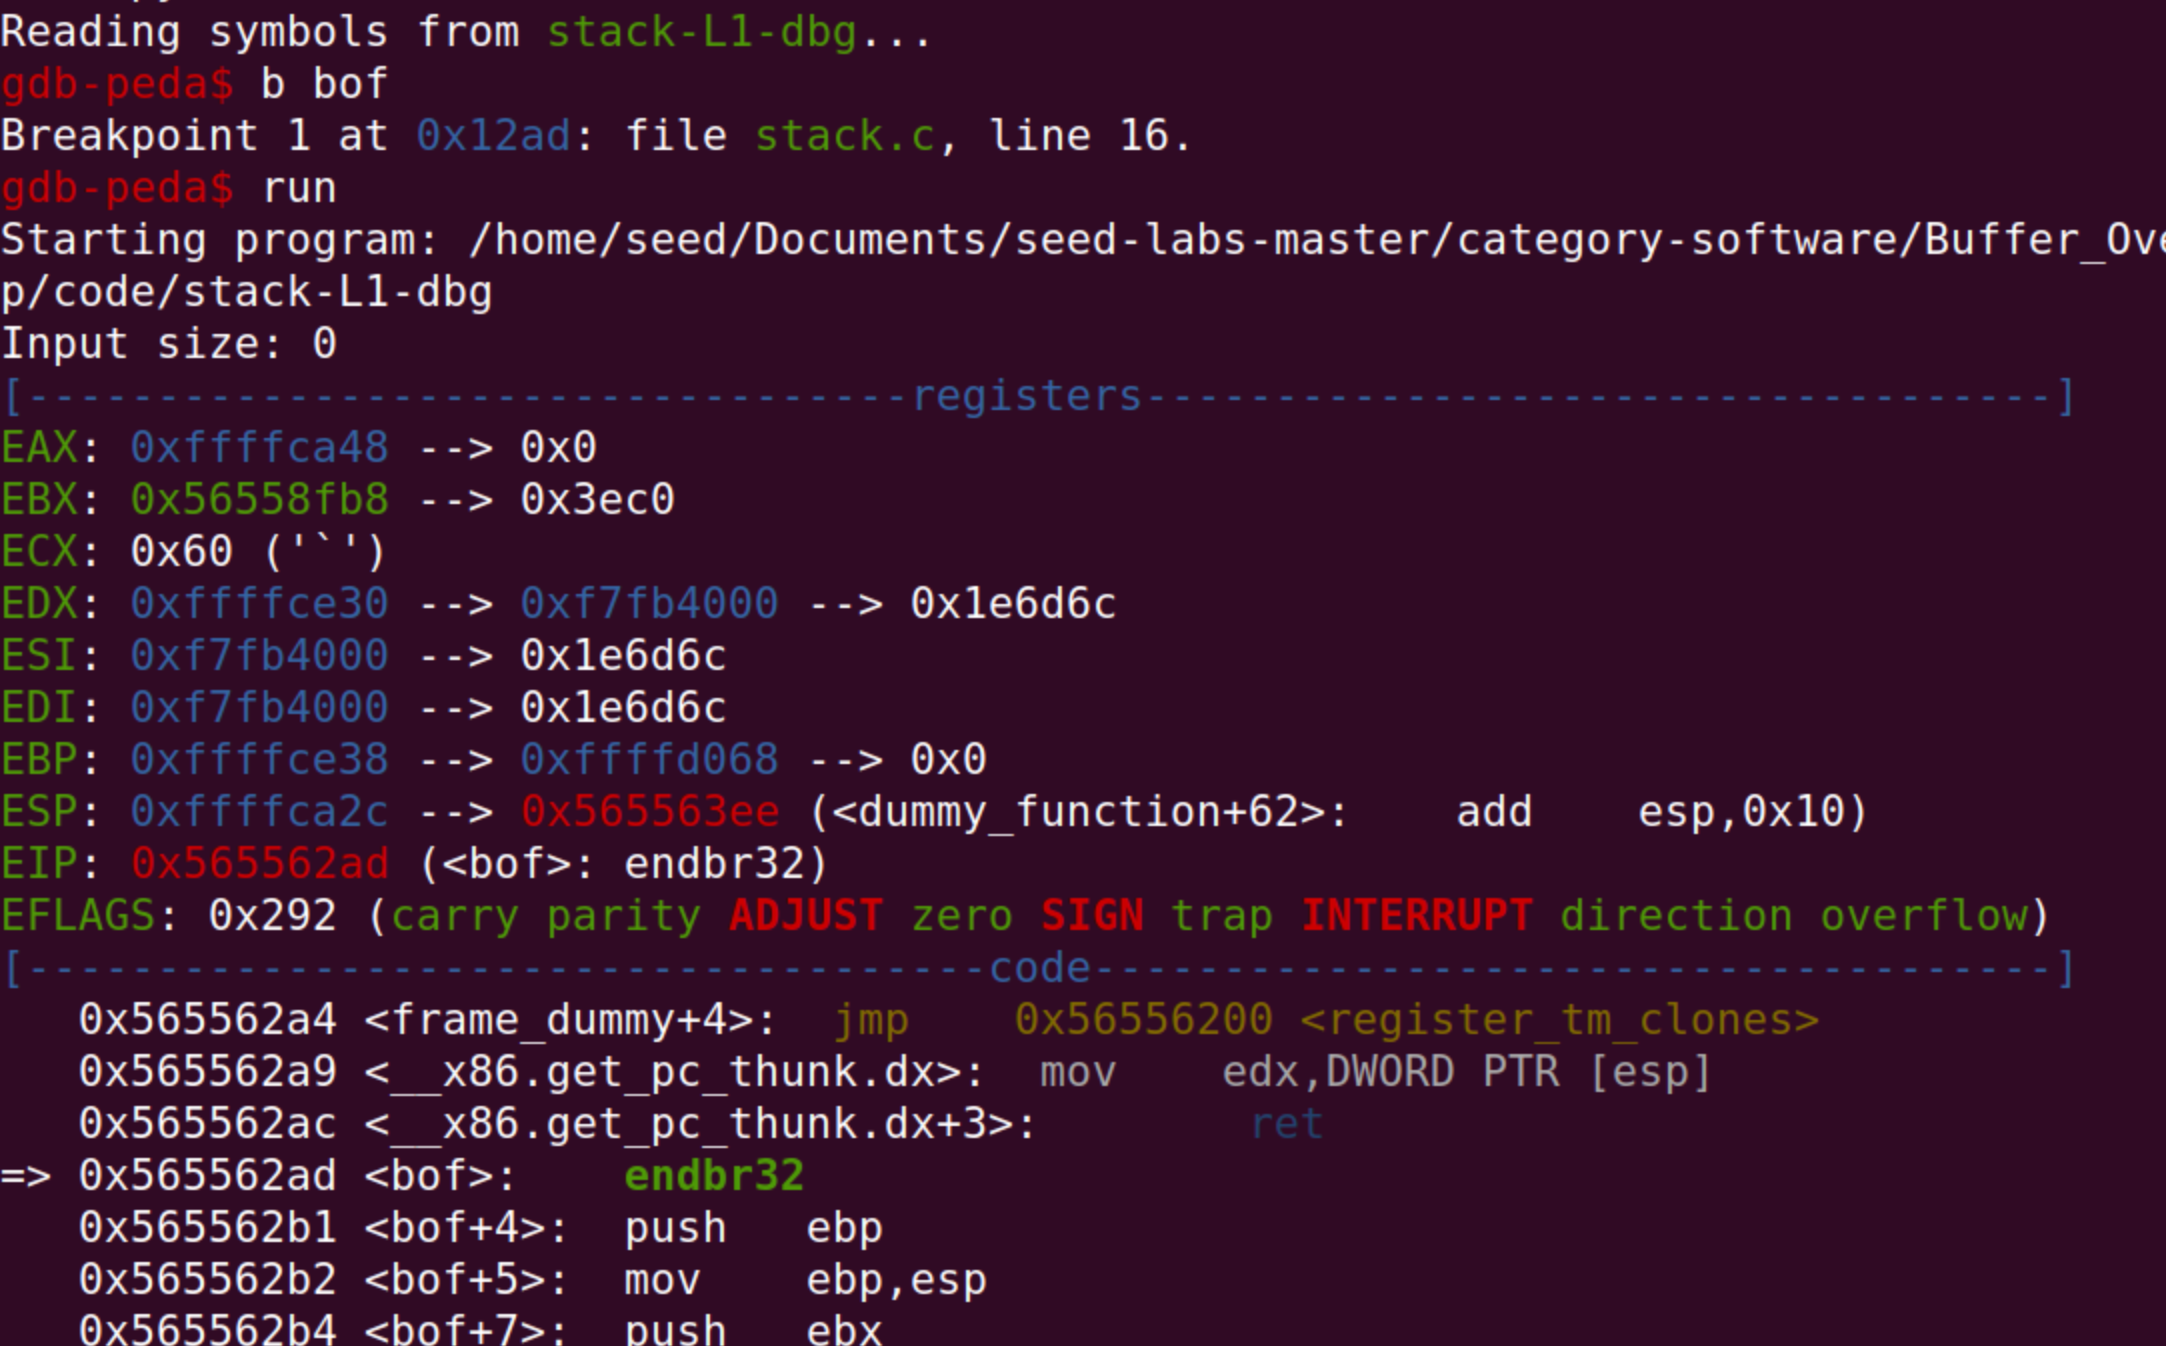 Reading symbols from stack-L1-dbg...
gdb-peda$ b bof
Breakpoint 1 at 0x12ad: file stack.c, line 16.
gdb-peda$ run
Starting program: /home/seed/Documents/seed-labs-master/category-software/Buffer_Ove
p/code/stack-L1-dbg
Input size: 0
[----------------------------------registers-----------------------------------]
EAX: 0xffffca48 --> 0x0
EBX: 0x56558fb8 --> 0x3ec0
ECX: 0x60 ('`')
EDX: 0xffffce30 --> 0xf7fb4000 --> 0x1e6d6c
ESI: 0xf7fb4000 --> 0x1e6d6c
EDI: 0xf7fb4000 --> 0x1e6d6c
EBP: 0xffffce38 --> 0xffffd068 --> 0x0
ESP: 0xffffca2c --> 0x565563ee (<dummy_function+62>:    add    esp,0x10)
EIP: 0x565562ad (<bof>: endbr32)
EFLAGS: 0x292 (carry parity ADJUST zero SIGN trap INTERRUPT direction overflow)
[-------------------------------------code-------------------------------------]
   0x565562a4 <frame_dummy+4>:  jmp    0x56556200 <register_tm_clones>
   0x565562a9 <__x86.get_pc_thunk.dx>:  mov    edx,DWORD PTR [esp]
   0x565562ac <__x86.get_pc_thunk.dx+3>:        ret
=> 0x565562ad <bof>:    endbr32
   0x565562b1 <bof+4>:  push   ebp
   0x565562b2 <bof+5>:  mov    ebp,esp
   0x565562b4 <bof+7>:  push   ebx